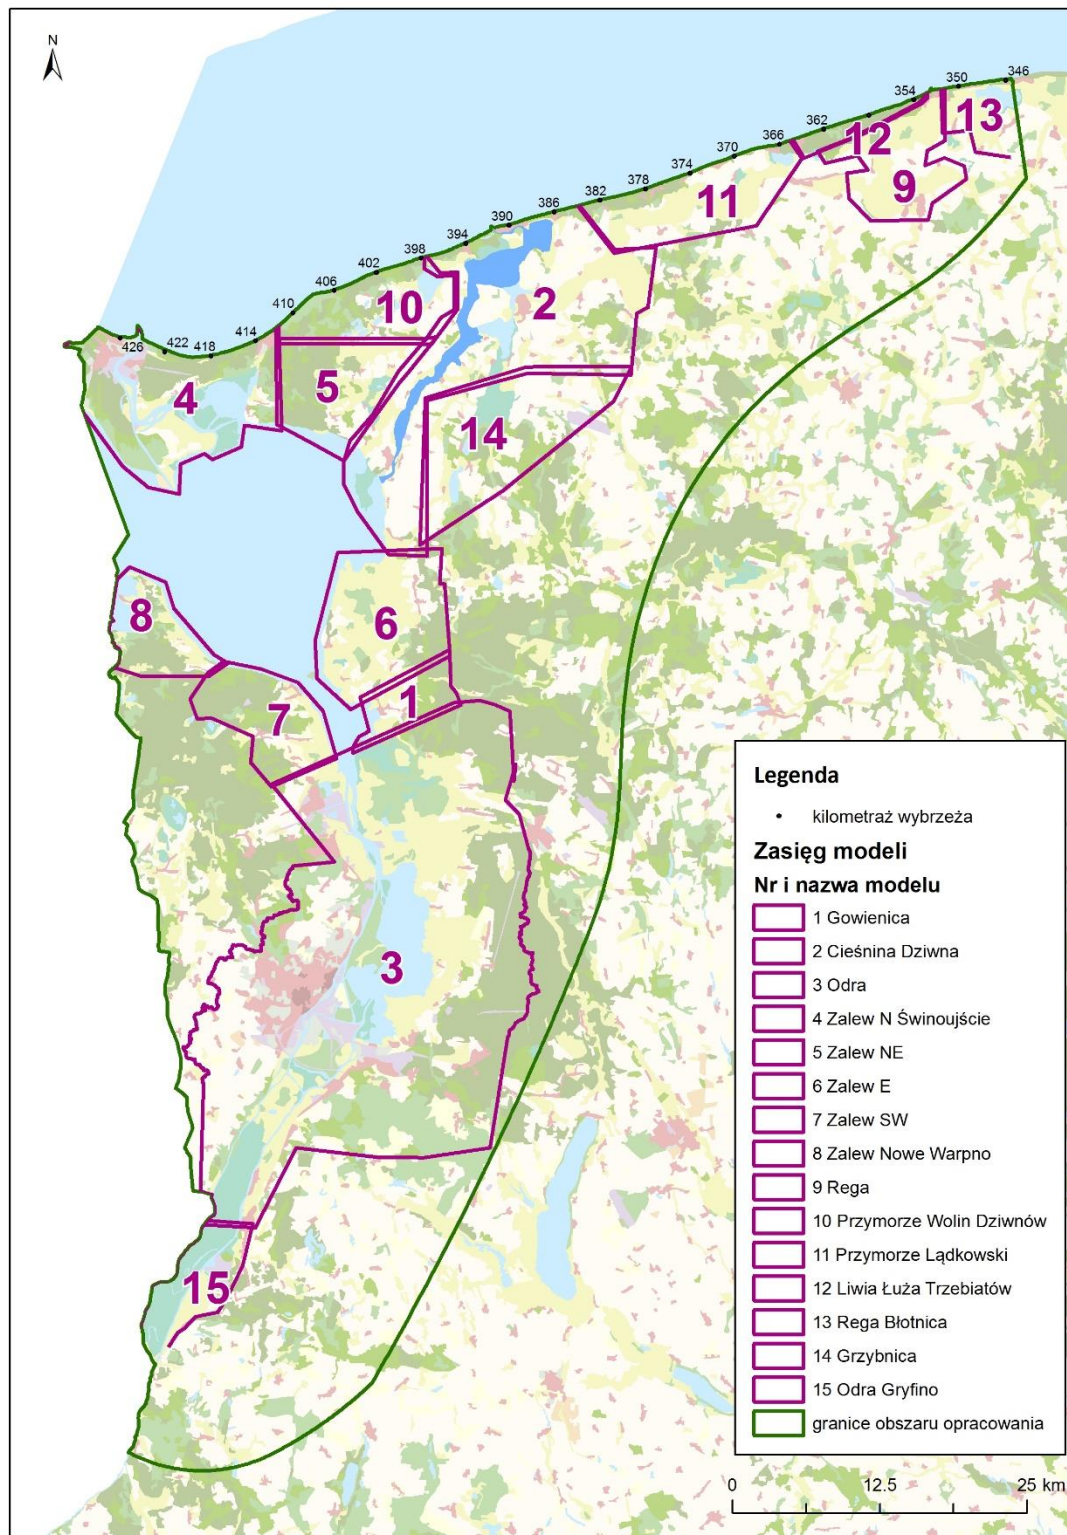 N
346
350
354
13
362
12
366
370
9
374
11
378
382
386
390
394
2
398
402
10
406
410
414
426
422
418
5
4
14
8
6
1
7
3
15
Legenda
kilometraż wybrzeża
Zasięg modeli
Nr i nazwa modelu
1 Gowienica
2 Cieśnina Dziwna
3 Odra
4 Zalew N Świnoujście
5 Zalew NE
6 Zalew E
7 Zalew SW
8 Zalew Nowe Warpno
9 Rega
10 Przymorze Wolin Dziwnów
11 Przymorze Lądkowski
12 Liwia Łuża Trzebiatów
13 Rega Błotnica
14 Grzybnica
15 Odra Gryfino
granice obszaru opracowania
0 12.5 25 km